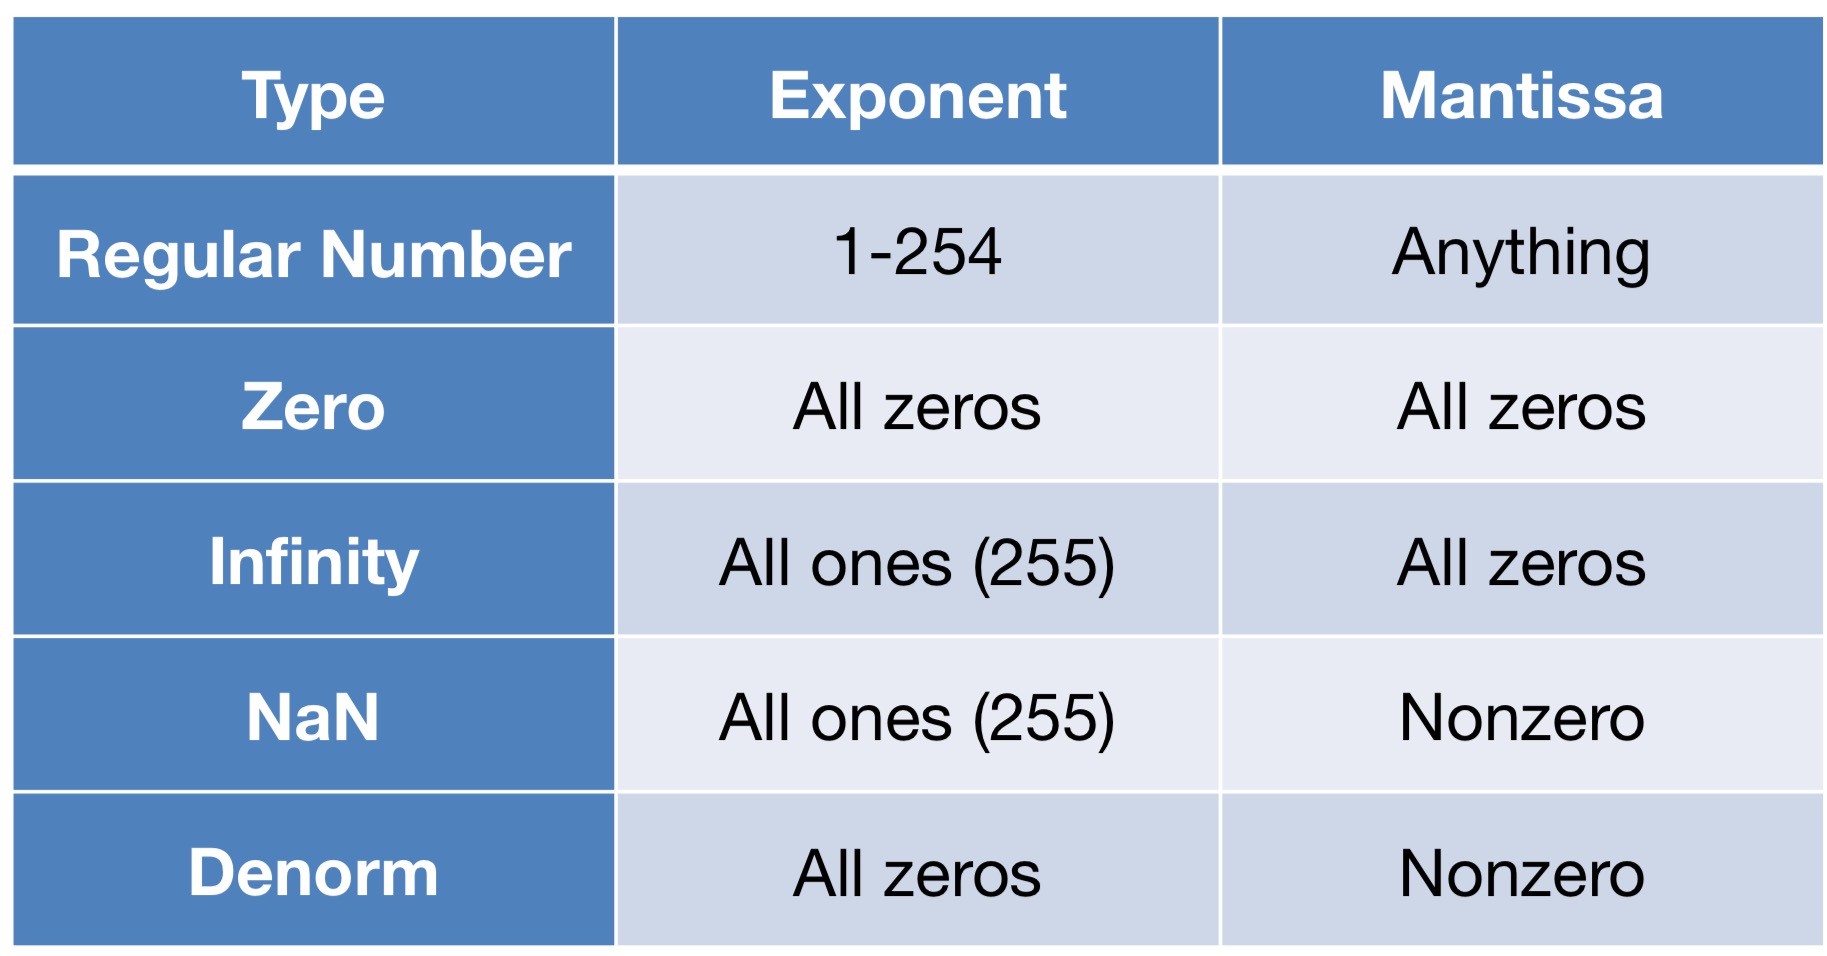 Type Exponent Mantissa
Regular Number 1-254 Anything
Zero All zeros All zeros
Infinity All ones (255) All zeros
NaN All ones (255) Nonzero
Denorm All zeros Nonzero